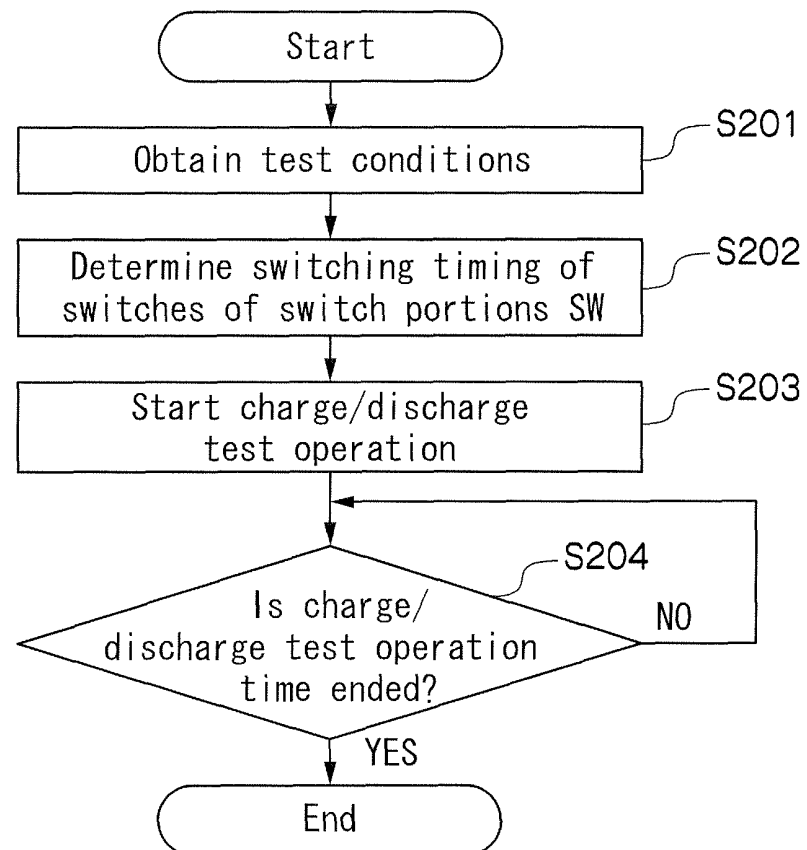 Start
Obtain test conditions
S201
Determine switching timing of
switches of switch portions SW
S202
Start charge/discharge
test operation
S203
Is charge/
discharge test operation
time ended?
S204
NO
YES
End